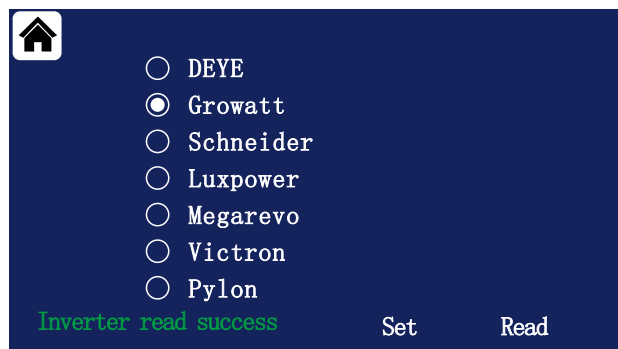 DEYE
Growatt
Schneider
Luxpower
Megarevo
Victron
Pylon
Inverter read success
Set
Read